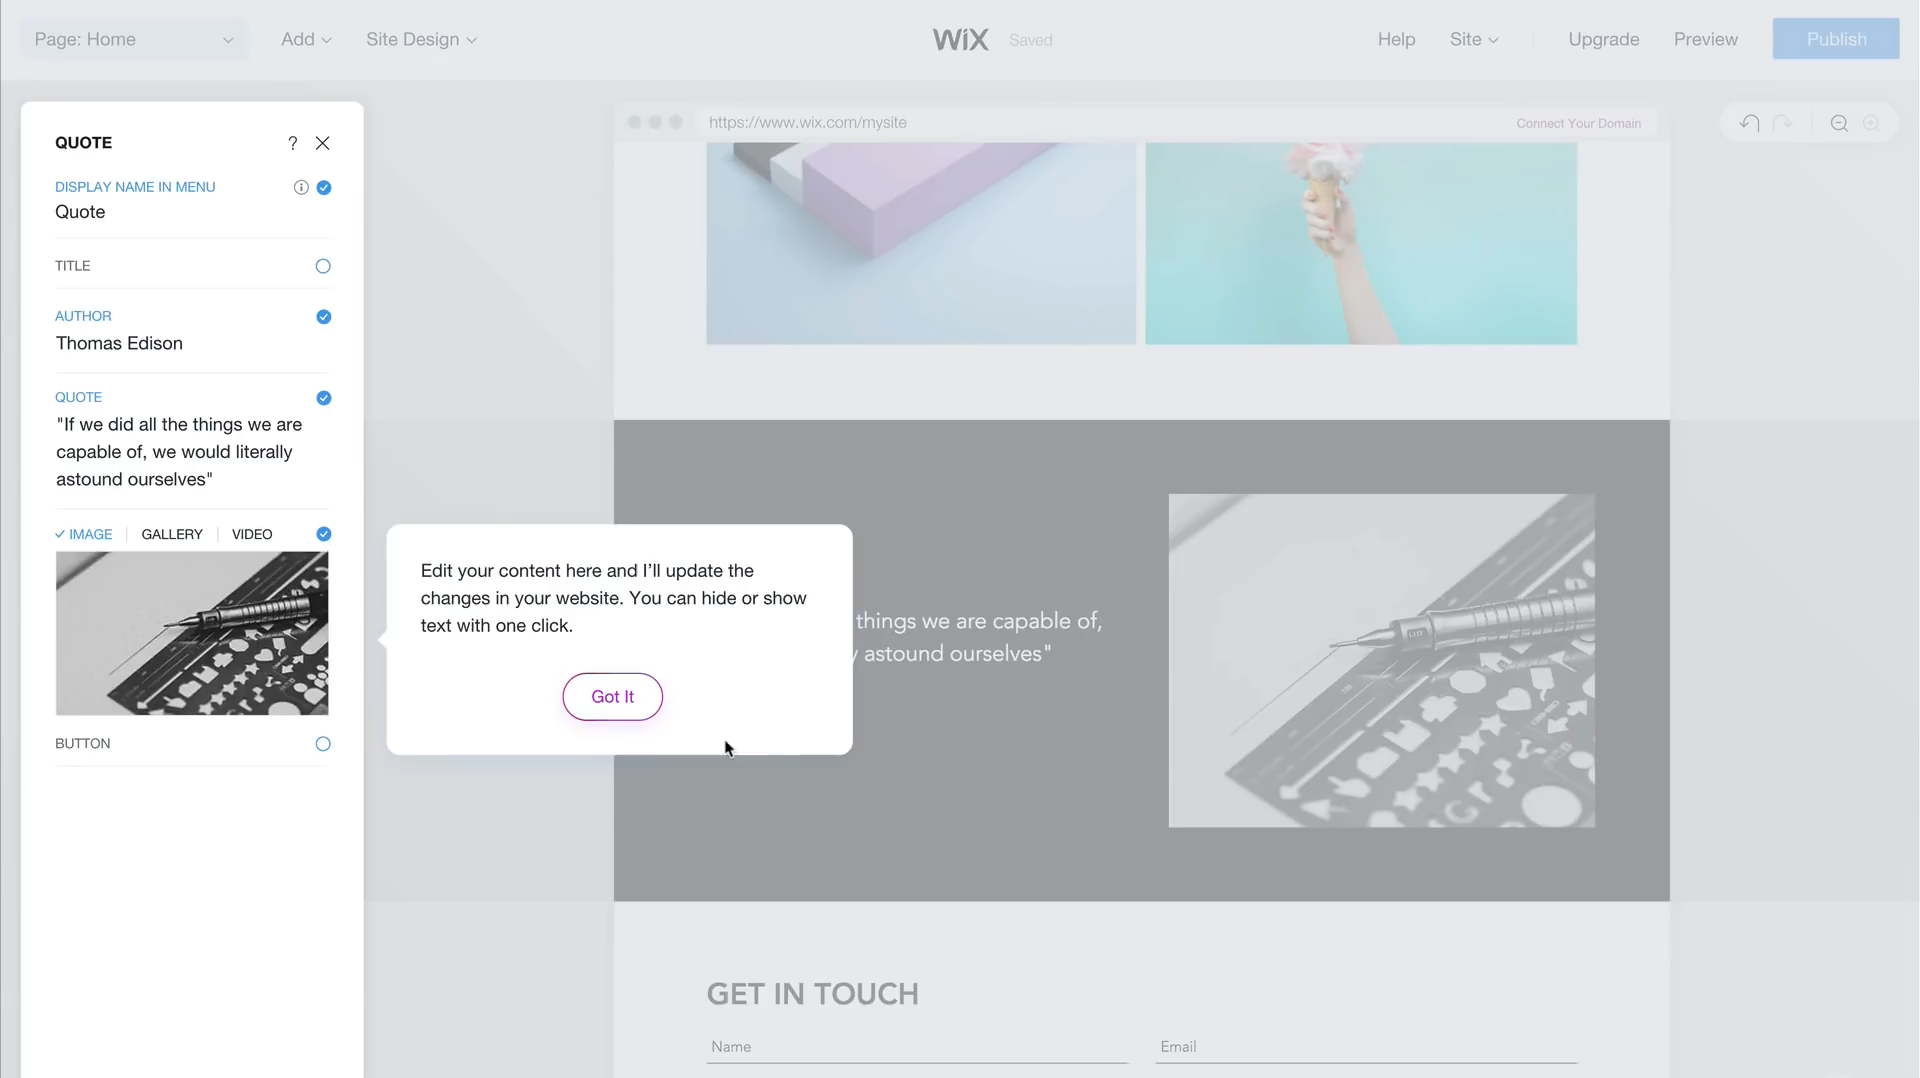 Page: Home
Add
Site Design
WiX
Saved
Help
Site
Upgrade
Preview
Publish
QUOTE
?
DISPLAY NAME IN MENU
i
Quote
TITLE
AUTHOR
Thomas Edison
QUOTE
"If we did all the things we are
capable of, we would literally
astound ourselves"
IMAGE
GALLERY
VIDEO
BUTTON
Edit your content here and I'll update the
changes in your website. You can hide or show
text with one click.
Got It
https://www.wix.com/mysite
Connect Your Domain
things we are capable of,
y astound ourselves"
GET IN TOUCH
Name
Email